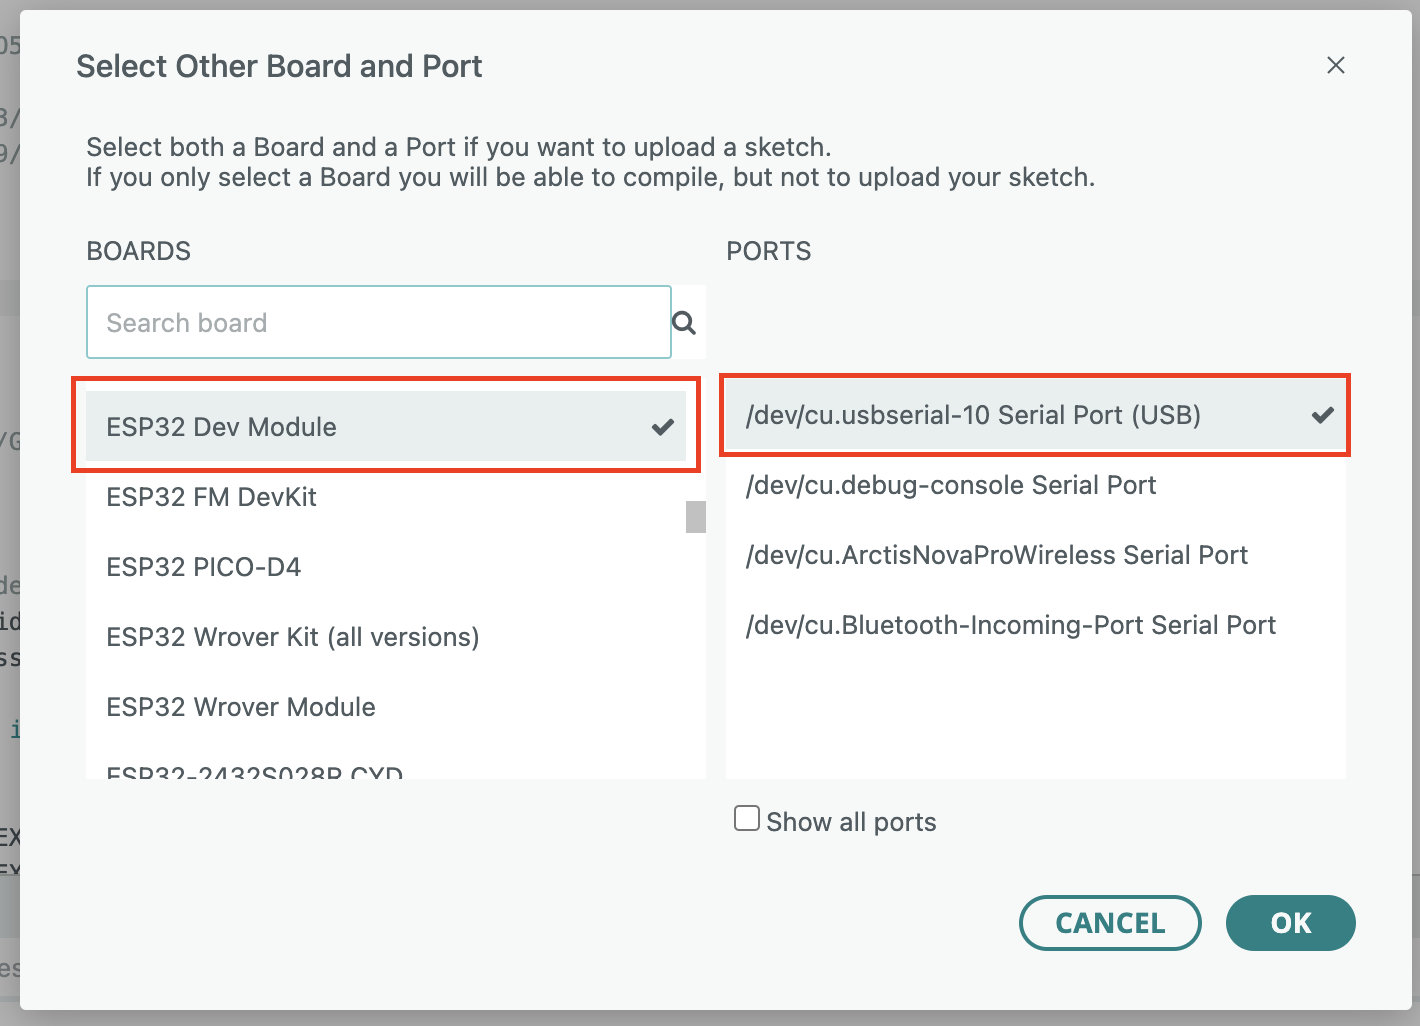 Select Other Board and Port
Select both a Board and a Port if you want to upload a sketch.
If you only select a Board you will be able to compile, but not to upload your sketch.
BOARDS
Search board
ESP32 Dev Module
ESP32 FM DevKit
ESP32 PICO-D4
ESP32 Wrover Kit (all versions)
ESP32 Wrover Module
ESP32-2432S028R CYD
PORTS
/dev/cu.usbserial-10 Serial Port (USB)
/dev/cu.debug-console Serial Port
/dev/cu.ArctisNovaProWireless Serial Port
/dev/cu.Bluetooth-Incoming-Port Serial Port
Show all ports
CANCEL
OK